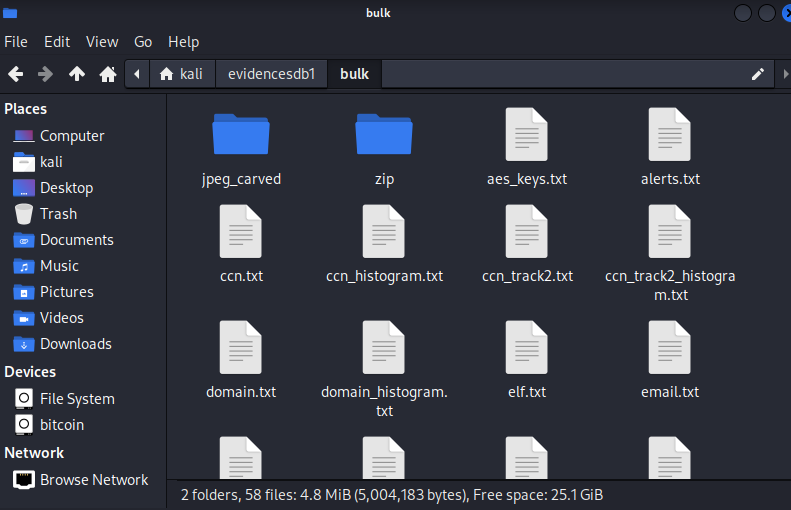 bulk
File Edit View Go Help
kali evidencesdb1 bulk
Places
Computer
kali
Desktop
Trash
Documents
Music
Pictures
Videos
Downloads
Devices
File System
bitcoin
Network
Browse Network
jpeg_carved zip aes_keys.txt alerts.txt
ccn.txt ccn_histogram.txt ccn_track2.txt ccn_track2_histogra
m.txt
domain.txt domain_histogram. elf.txt email.txt
txt
2 folders, 58 files: 4.8 MiB (5,004,183 bytes), Free space: 25.1 GiB